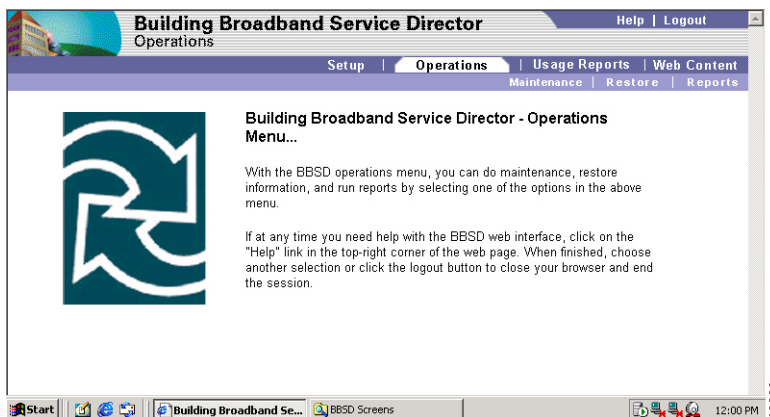 Building Broadband Service Director
Operations
Help | Logout
Setup | Operations | Usage Reports | Web Content
Maintenance | Restore | Reports
Building Broadband Service Director - Operations
Menu...
With the BBSD operations menu, you can do maintenance, restore
information, and run reports by selecting one of the options in the above
menu.
If at any time you need help with the BBSD web interface, click on the
"Help" link in the top-right corner of the web page. When finished, choose
another selection or click the logout button to close your browser and end
the session.
Start
Building Broadband Se...
BBSD Screens
12:00 PM